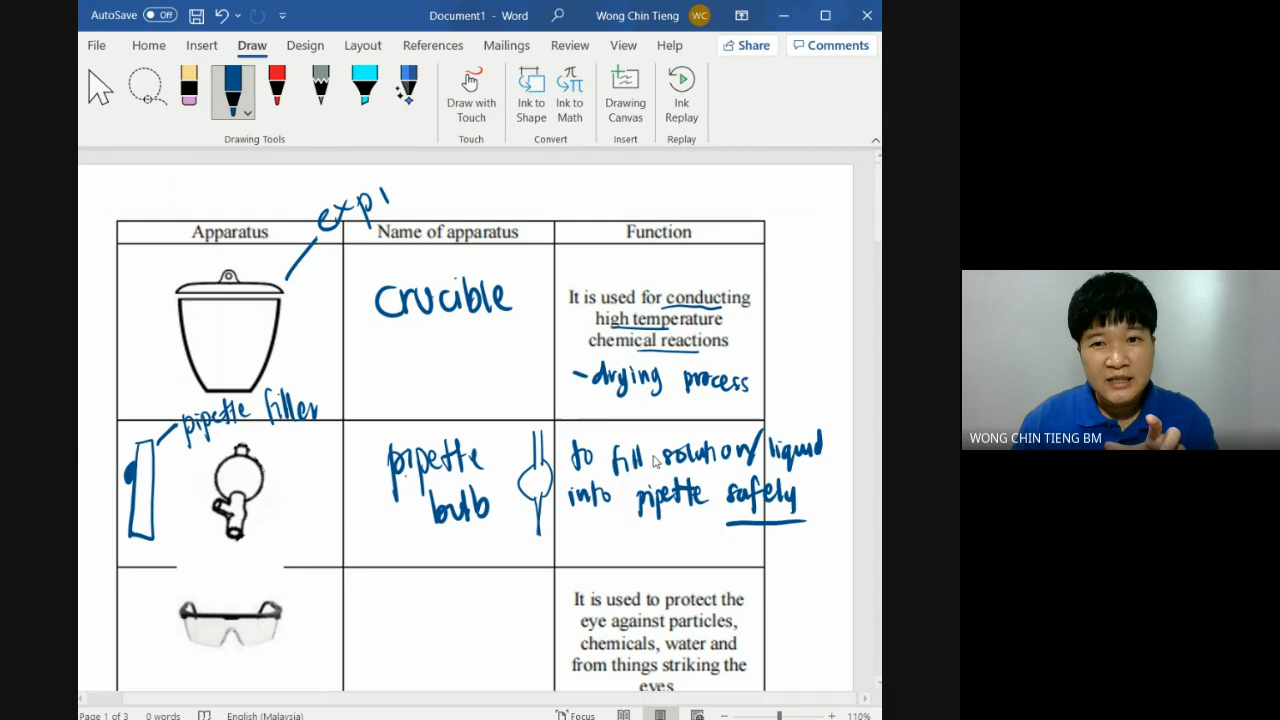 AutoSave Off
Document1 - Word
Wong Chin Tieng WC
File Home Insert Draw Design Layout References Mailings Review View Help Share Comments
Draw with Touch
Ink to Shape
Ink to Math
Drawing Canvas
Ink Replay
Drawing Tools Touch Convert Insert Replay
Apparatus Name of apparatus Function
crucible
It is used for conducting
high temperature
chemical reactions
- drying process
pipette filler
pipette
bulb
to fill solution/liquid
into pipette safely
It is used to protect the
eye against particles,
chemicals, water and
from things striking the
eyes
WONG CHIN TIENG BM
Page 1 of 3 0 words English (Malaysia) Focus 110%